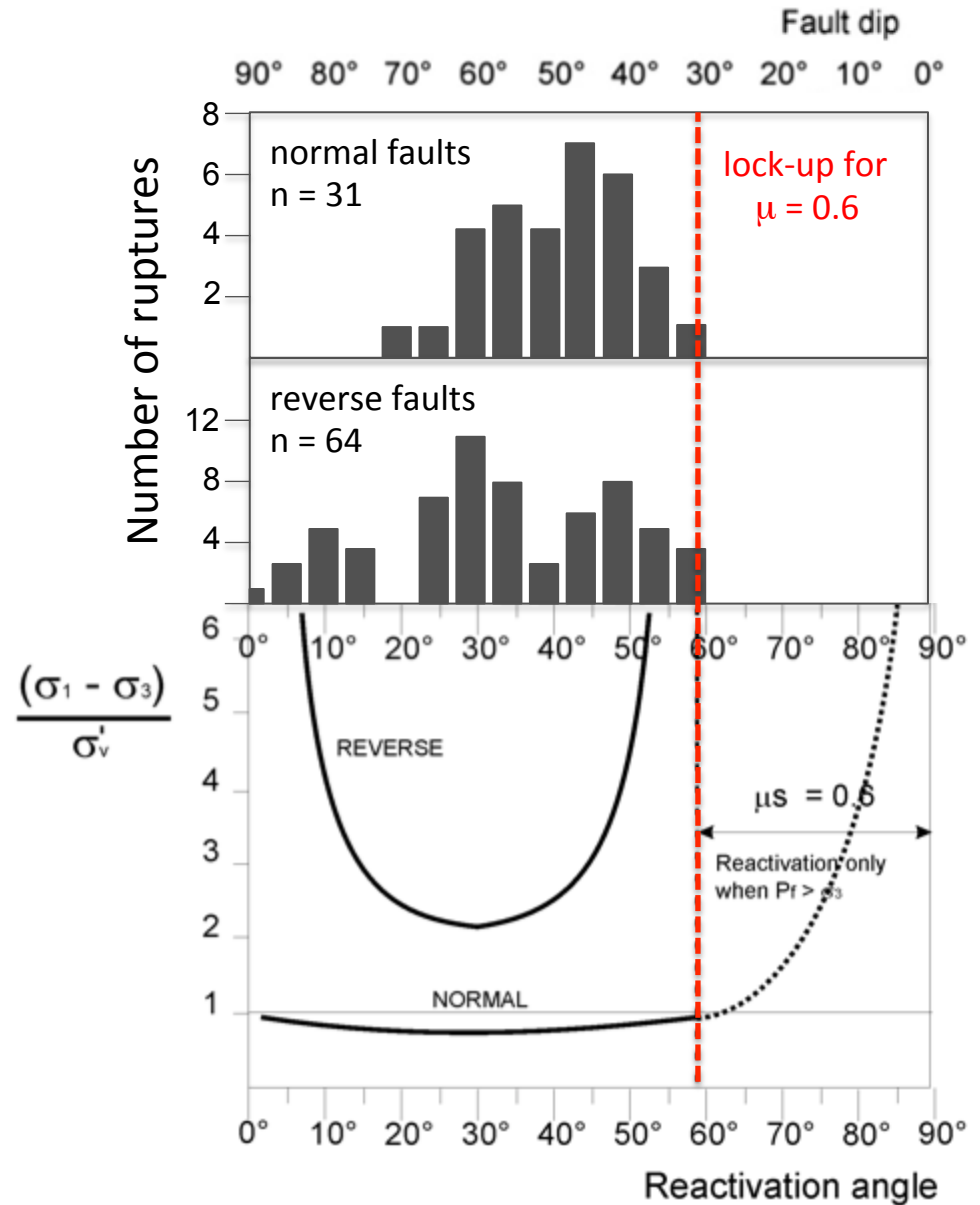 Fault dip
90° 80° 70° 60° 50° 40° 30° 20° 10° 0°
Number of ruptures
8
6
4
2
normal faults
n = 31
lock-up for
μ = 0.6
12
8
4
reverse faults
n = 64
(σ₁ - σ₃)
σ'ᵥ
6
5
4
3
2
1
0° 10° 20° 30° 40° 50° 60° 70° 80° 90°
REVERSE
μs = 0.6
Reactivation only
when Pf > σ₃
NORMAL
0° 10° 20° 30° 40° 50° 60° 70° 80° 90°
Reactivation angle